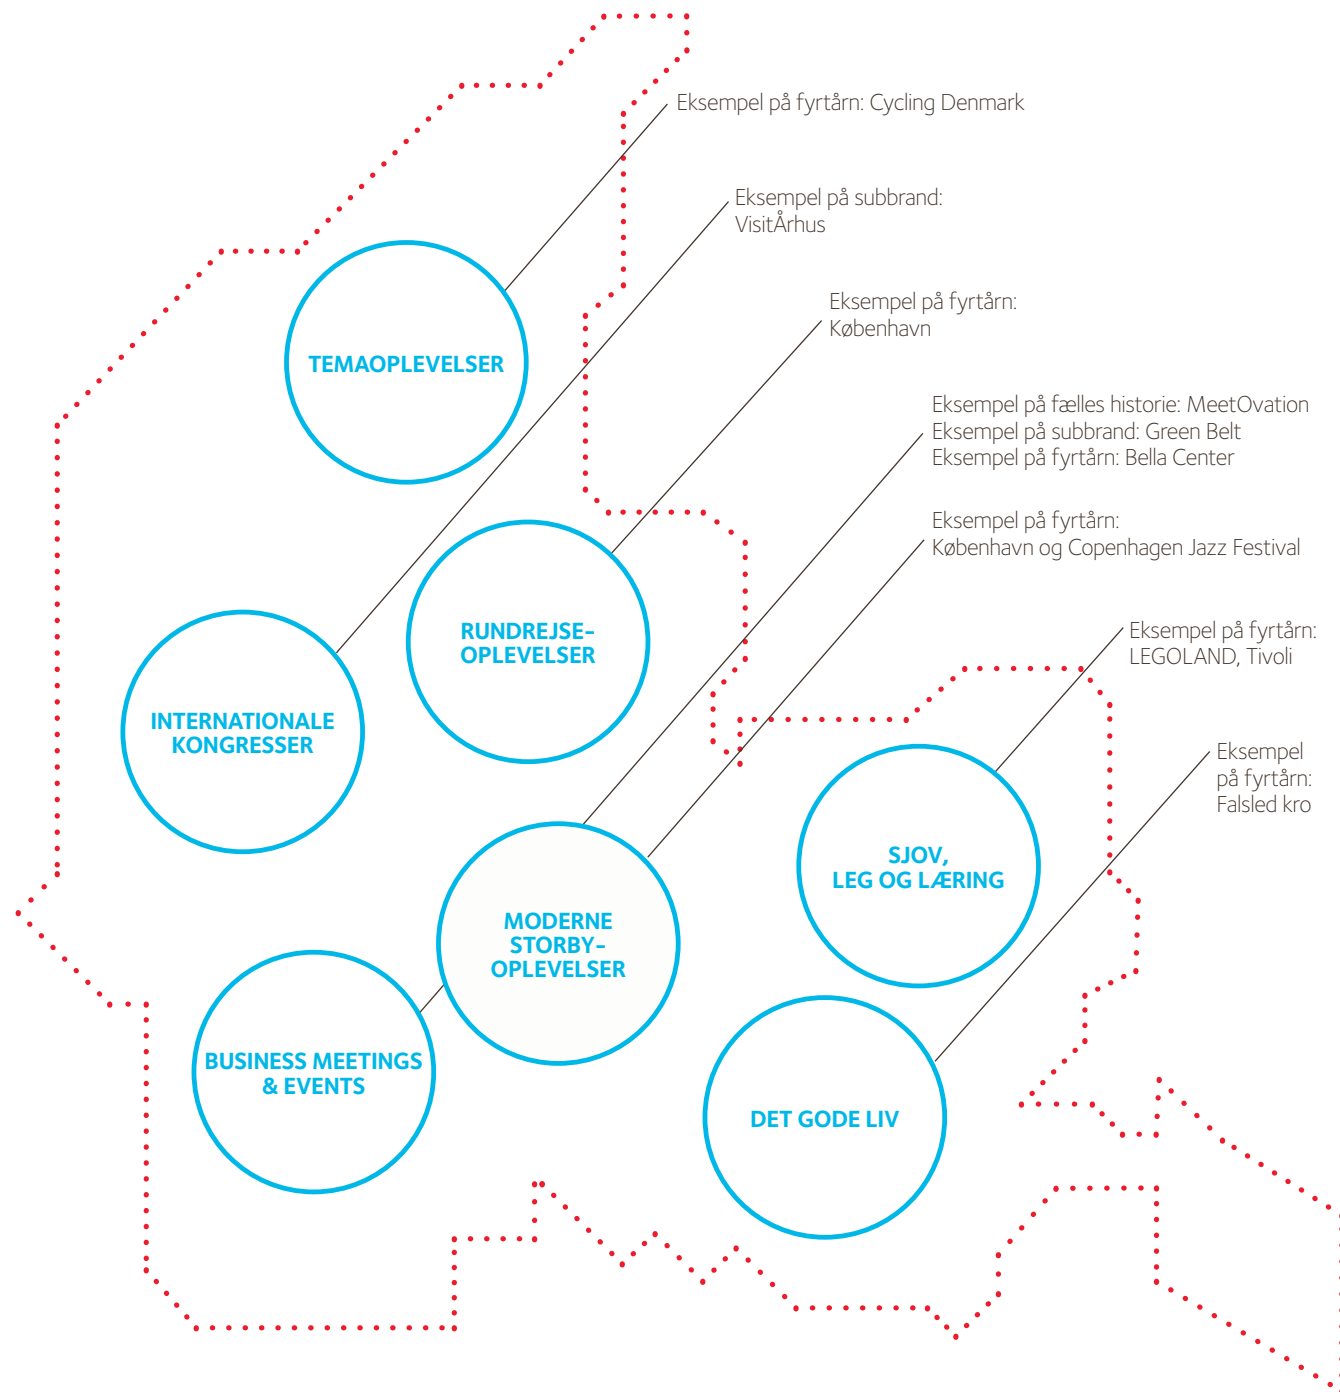 Eksempel på fyrtårn: Cycling Denmark
Eksempel på subbrand:
VisitÅrhus
Eksempel på fyrtårn:
København
TEMAOPLEVELSER
Eksempel på fælles historie: MeetOvation
Eksempel på subbrand: Green Belt
Eksempel på fyrtårn: Bella Center
Eksempel på fyrtårn:
København og Copenhagen Jazz Festival
RUNDREJSE-
OPLEVELSER
Eksempel på fyrtårn:
LEGOLAND, Tivoli
INTERNATIONALE
KONGRESSER
Eksempel
på fyrtårn:
Falsled kro
SJOV,
LEG OG LÆRING
MODERNE
STORBY-
OPLEVELSER
BUSINESS MEETINGS
& EVENTS
DET GODE LIV